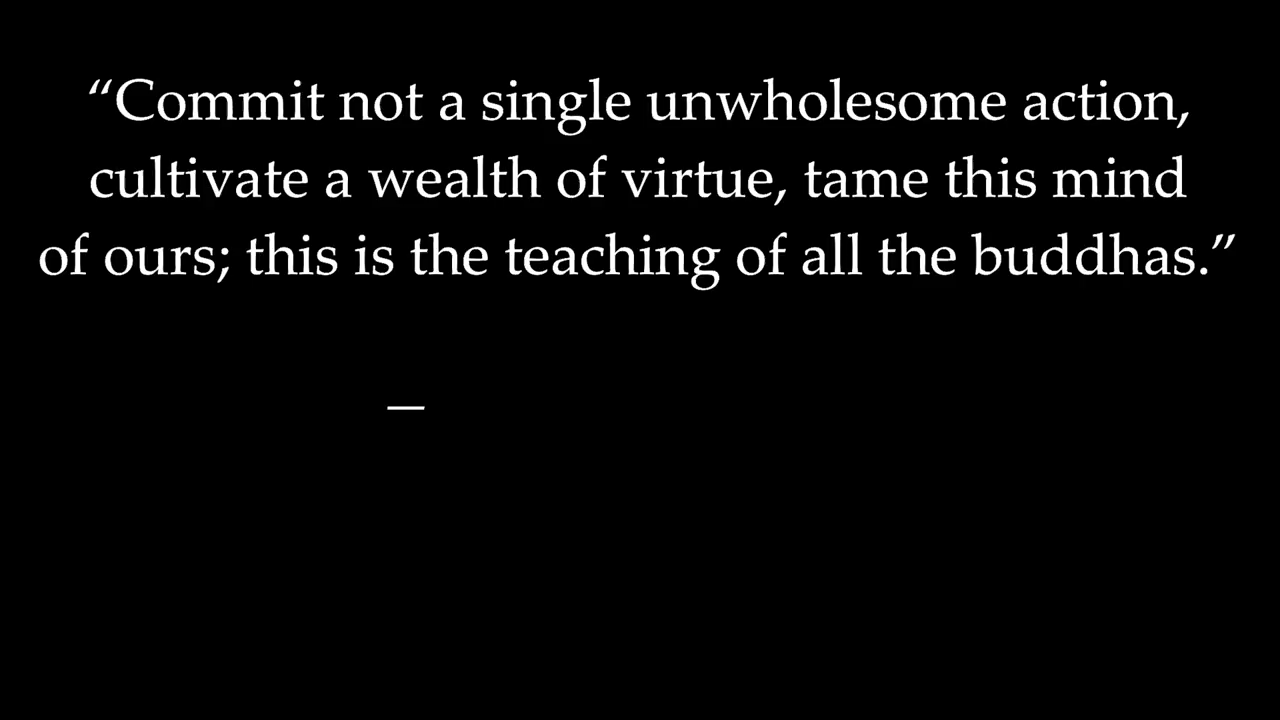 “Commit not a single unwholesome action,
cultivate a wealth of virtue, tame this mind
of ours; this is the teaching of all the buddhas.”
—